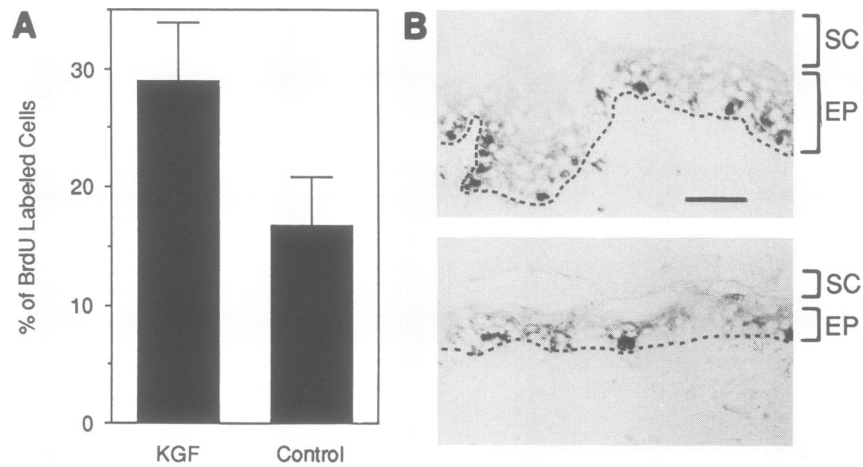 A
% of BrdU Labeled Cells
30
20
10
0
KGF
Control
B
SC
EP
SC
EP